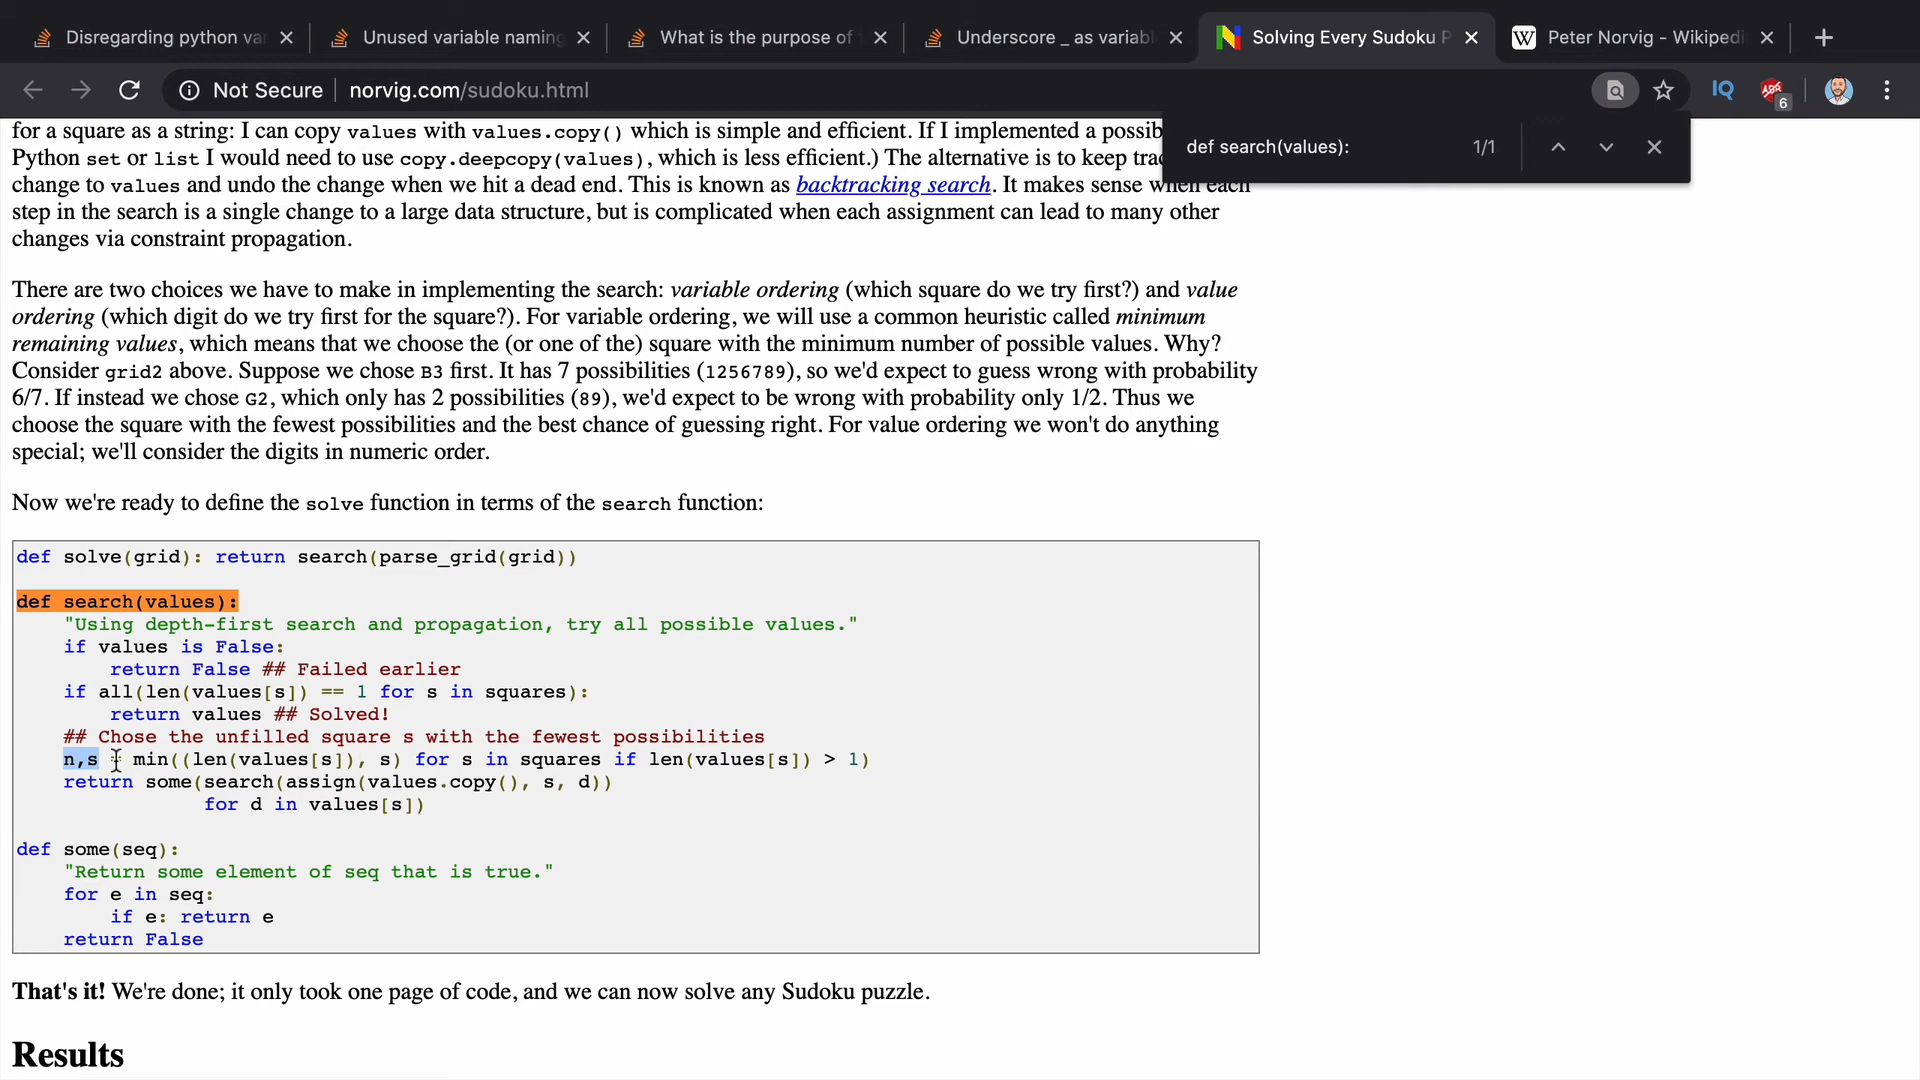 Disregarding python va
Unused variable naming
What is the purpose of
Underscore _ as variabl
Solving Every Sudoku P
Peter Norvig - Wikipedi
Not Secure
norvig.com/sudoku.html
IQ
ABP
6
def search(values):
1/1
for a square as a string: I can copy values with values.copy() which is simple and efficient. If I implemented a possib
Python set or list I would need to use copy.deepcopy(values), which is less efficient.) The alternative is to keep trac
change to values and undo the change when we hit a dead end. This is known as backtracking search. It makes sense when each
step in the search is a single change to a large data structure, but is complicated when each assignment can lead to many other
changes via constraint propagation.
There are two choices we have to make in implementing the search: variable ordering (which square do we try first?) and value
ordering (which digit do we try first for the square?). For variable ordering, we will use a common heuristic called minimum
remaining values, which means that we choose the (or one of the) square with the minimum number of possible values. Why?
Consider grid2 above. Suppose we chose B3 first. It has 7 possibilities (1256789), so we'd expect to guess wrong with probability
6/7. If instead we chose G2, which only has 2 possibilities (89), we'd expect to be wrong with probability only 1/2. Thus we
choose the square with the fewest possibilities and the best chance of guessing right. For value ordering we won't do anything
special; we'll consider the digits in numeric order.
Now we're ready to define the solve function in terms of the search function:
def solve(grid): return search(parse_grid(grid))
def search(values):
"Using depth-first search and propagation, try all possible values."
if values is False:
return False ## Failed earlier
if all(len(values[s]) == 1 for s in squares):
return values ## Solved!
## Chose the unfilled square s with the fewest possibilities
n,s = min((len(values[s]), s) for s in squares if len(values[s]) > 1)
return some(search(assign(values.copy(), s, d))
for d in values[s])
def some(seq):
"Return some element of seq that is true."
for e in seq:
if e: return e
return False
That's it! We're done; it only took one page of code, and we can now solve any Sudoku puzzle.
Results